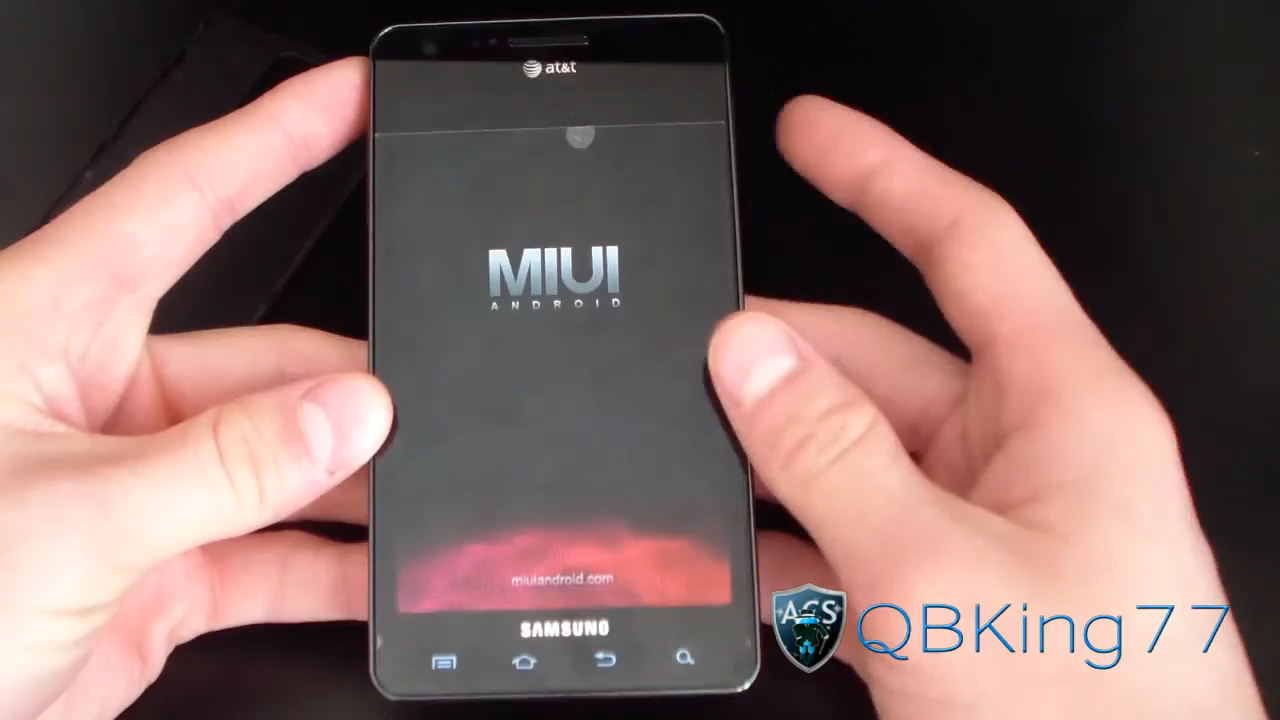 at&t
MIUI
ANDROID
miuiandroid.com
SAMSUNG
ACS
QBKing77